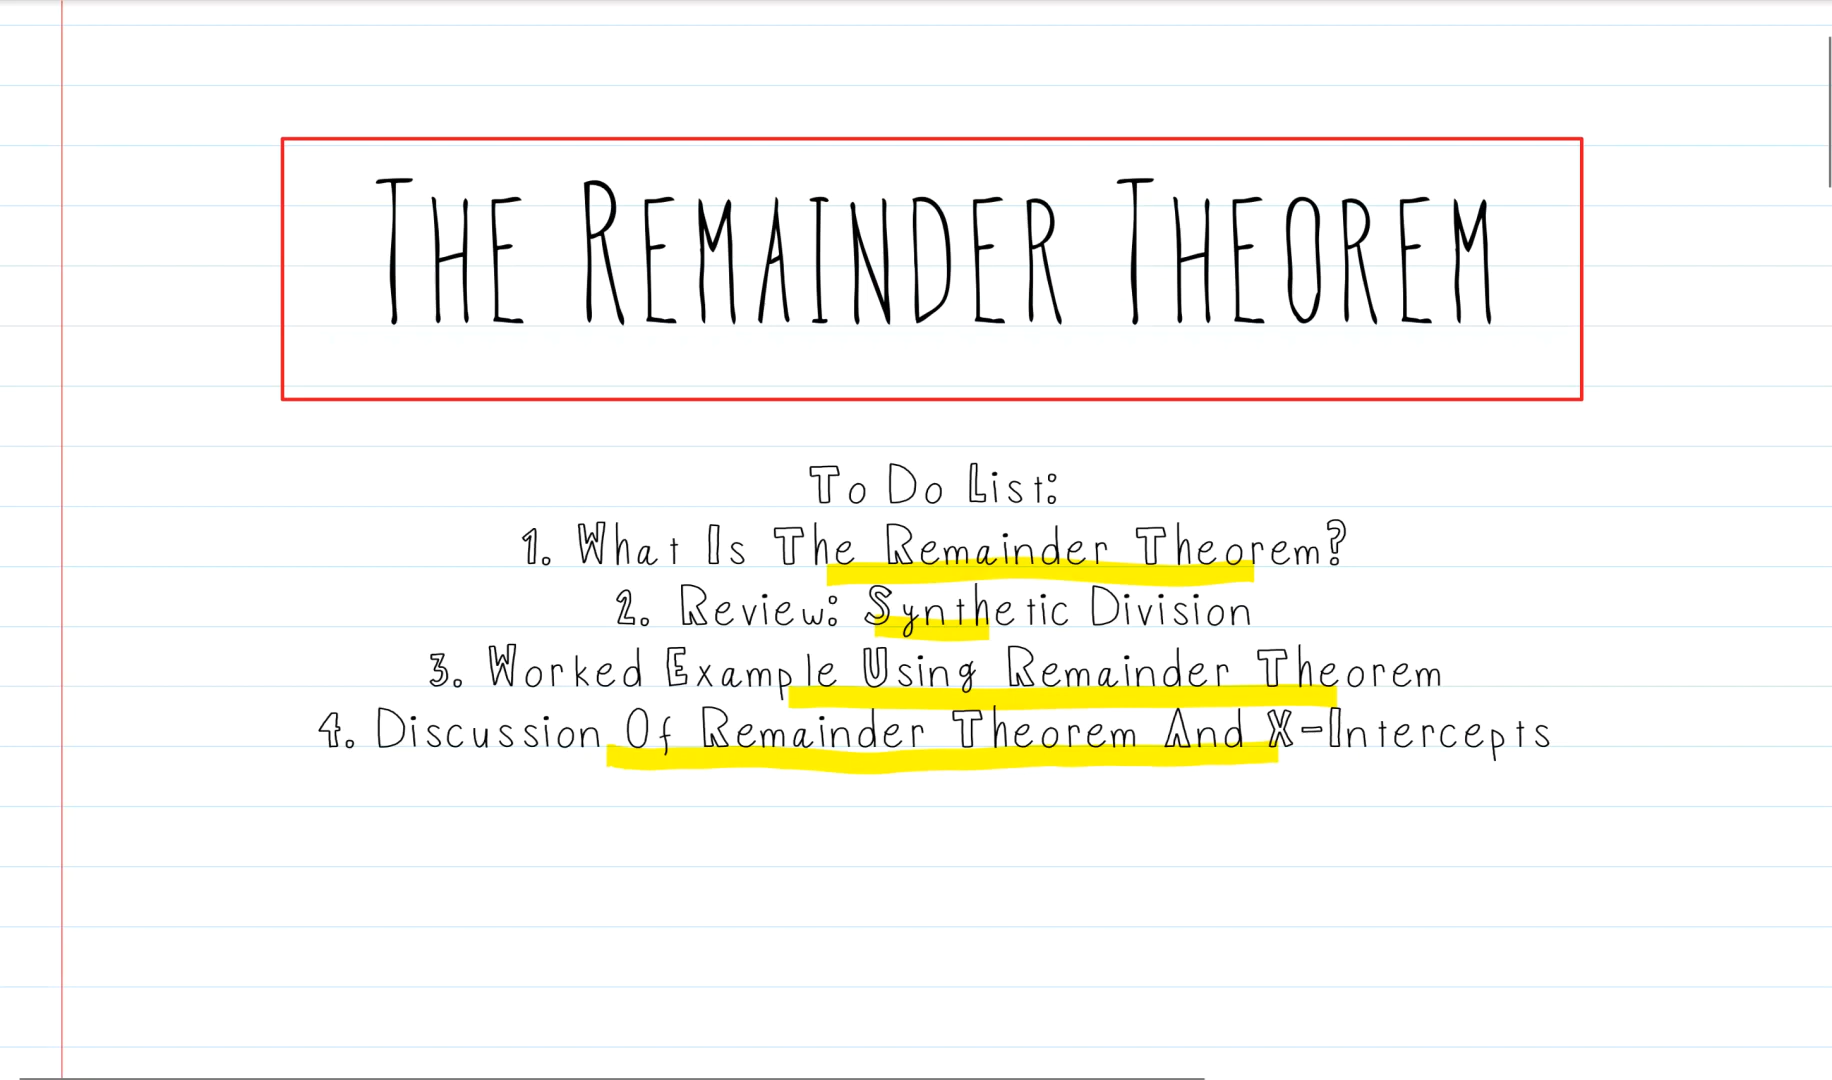 The Remainder Theorem
To Do List:
1. What Is The Remainder Theorem?
2. Review: Synthetic Division
3. Worked Example Using Remainder Theorem
4. Discussion Of Remainder Theorem And X-Intercepts